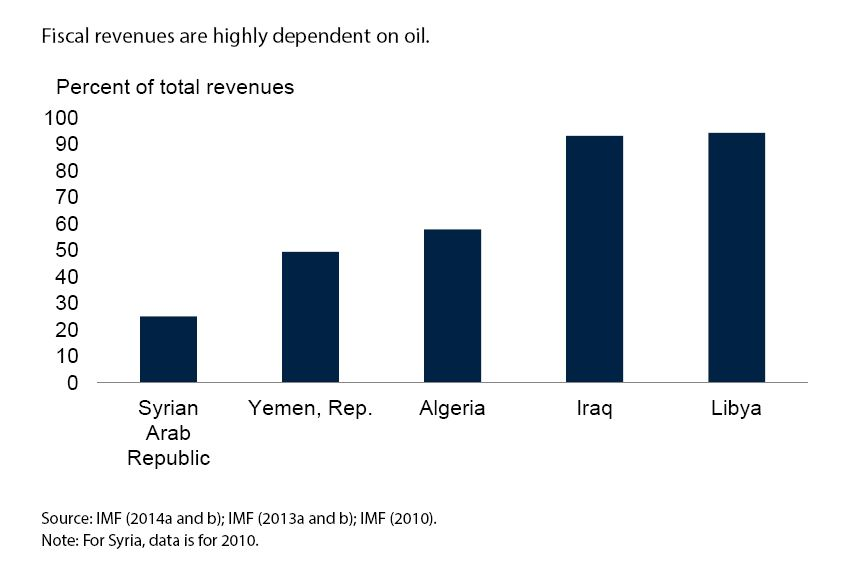 Fiscal revenues are highly dependent on oil.
Percent of total revenues
100
90
80
70
60
50
40
30
20
10
0
Syrian
Arab
Republic
Yemen, Rep.
Algeria
Iraq
Libya
Source: IMF (2014a and b); IMF (2013a and b); IMF (2010).
Note: For Syria, data is for 2010.